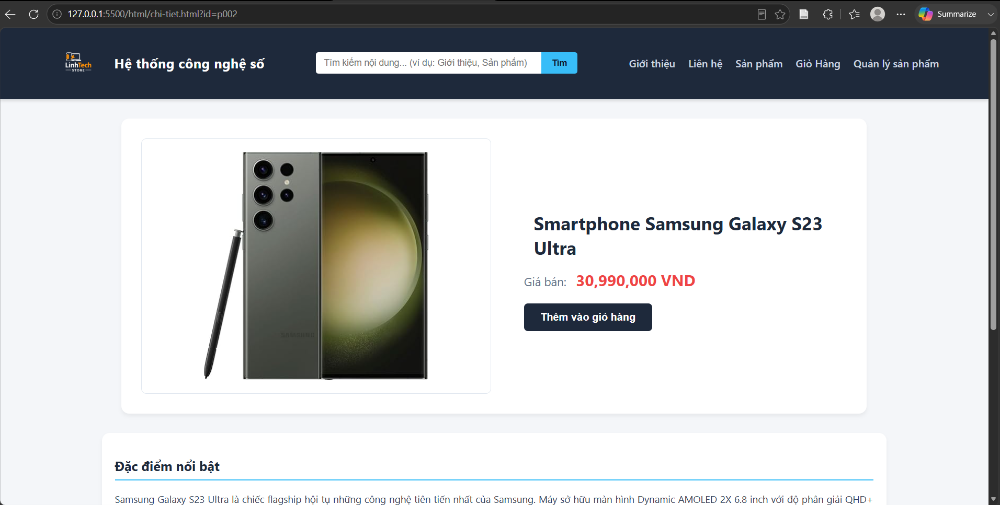 127.0.0.1:5500/html/chi-tiet.html?id=p002
Summarize
LinhTech
STORE
Hệ thống công nghệ số
Tìm kiếm nội dung... (ví dụ: Giới thiệu, Sản phẩm)
Tìm
Giới thiệu
Liên hệ
Sản phẩm
Giỏ Hàng
Quản lý sản phẩm
SAMSUNG
Smartphone Samsung Galaxy S23
Ultra
Giá bán: 30,990,000 VND
Thêm vào giỏ hàng
Đặc điểm nổi bật
Samsung Galaxy S23 Ultra là chiếc flagship hội tụ những công nghệ tiên tiến nhất của Samsung. Máy sở hữu màn hình Dynamic AMOLED 2X 6.8 inch với độ phân giải QHD+